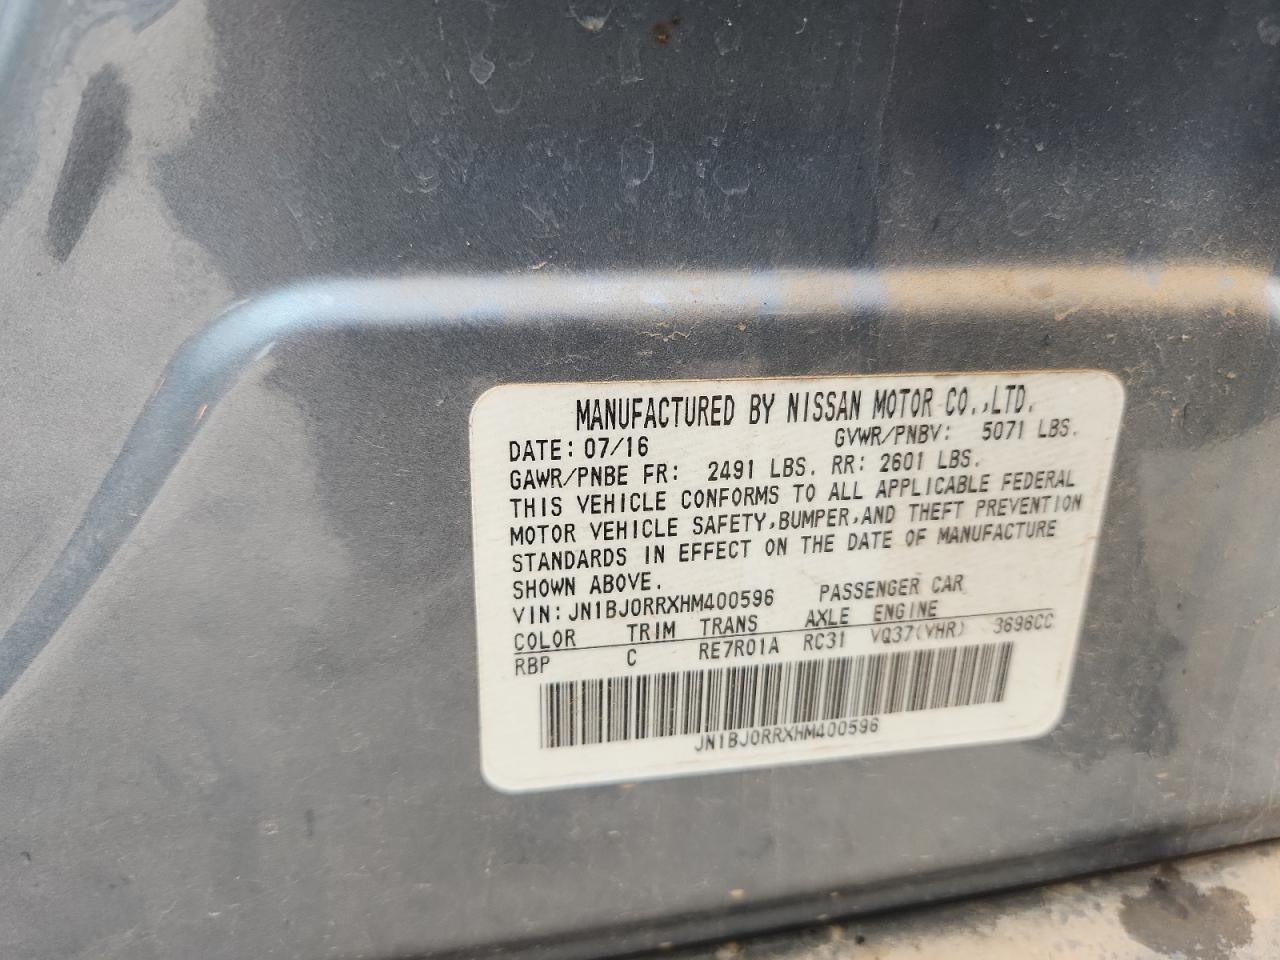 MANUFACTURED BY NISSAN MOTOR CO.,LTD.
DATE: 07/16 GVWR/PNBV: 5071 LBS.
GAWR/PNBE FR: 2491 LBS. RR: 2601 LBS.
THIS VEHICLE CONFORMS TO ALL APPLICABLE FEDERAL
MOTOR VEHICLE SAFETY,BUMPER,AND THEFT PREVENTION
STANDARDS IN EFFECT ON THE DATE OF MANUFACTURE
SHOWN ABOVE.
VIN: JN1BJ0RRXHM400596 PASSENGER CAR
COLOR TRIM TRANS AXLE ENGINE
RBP C RE7R01A RC31 VQ37(VHR) 3696CC
JN1BJ0RRXHM400596